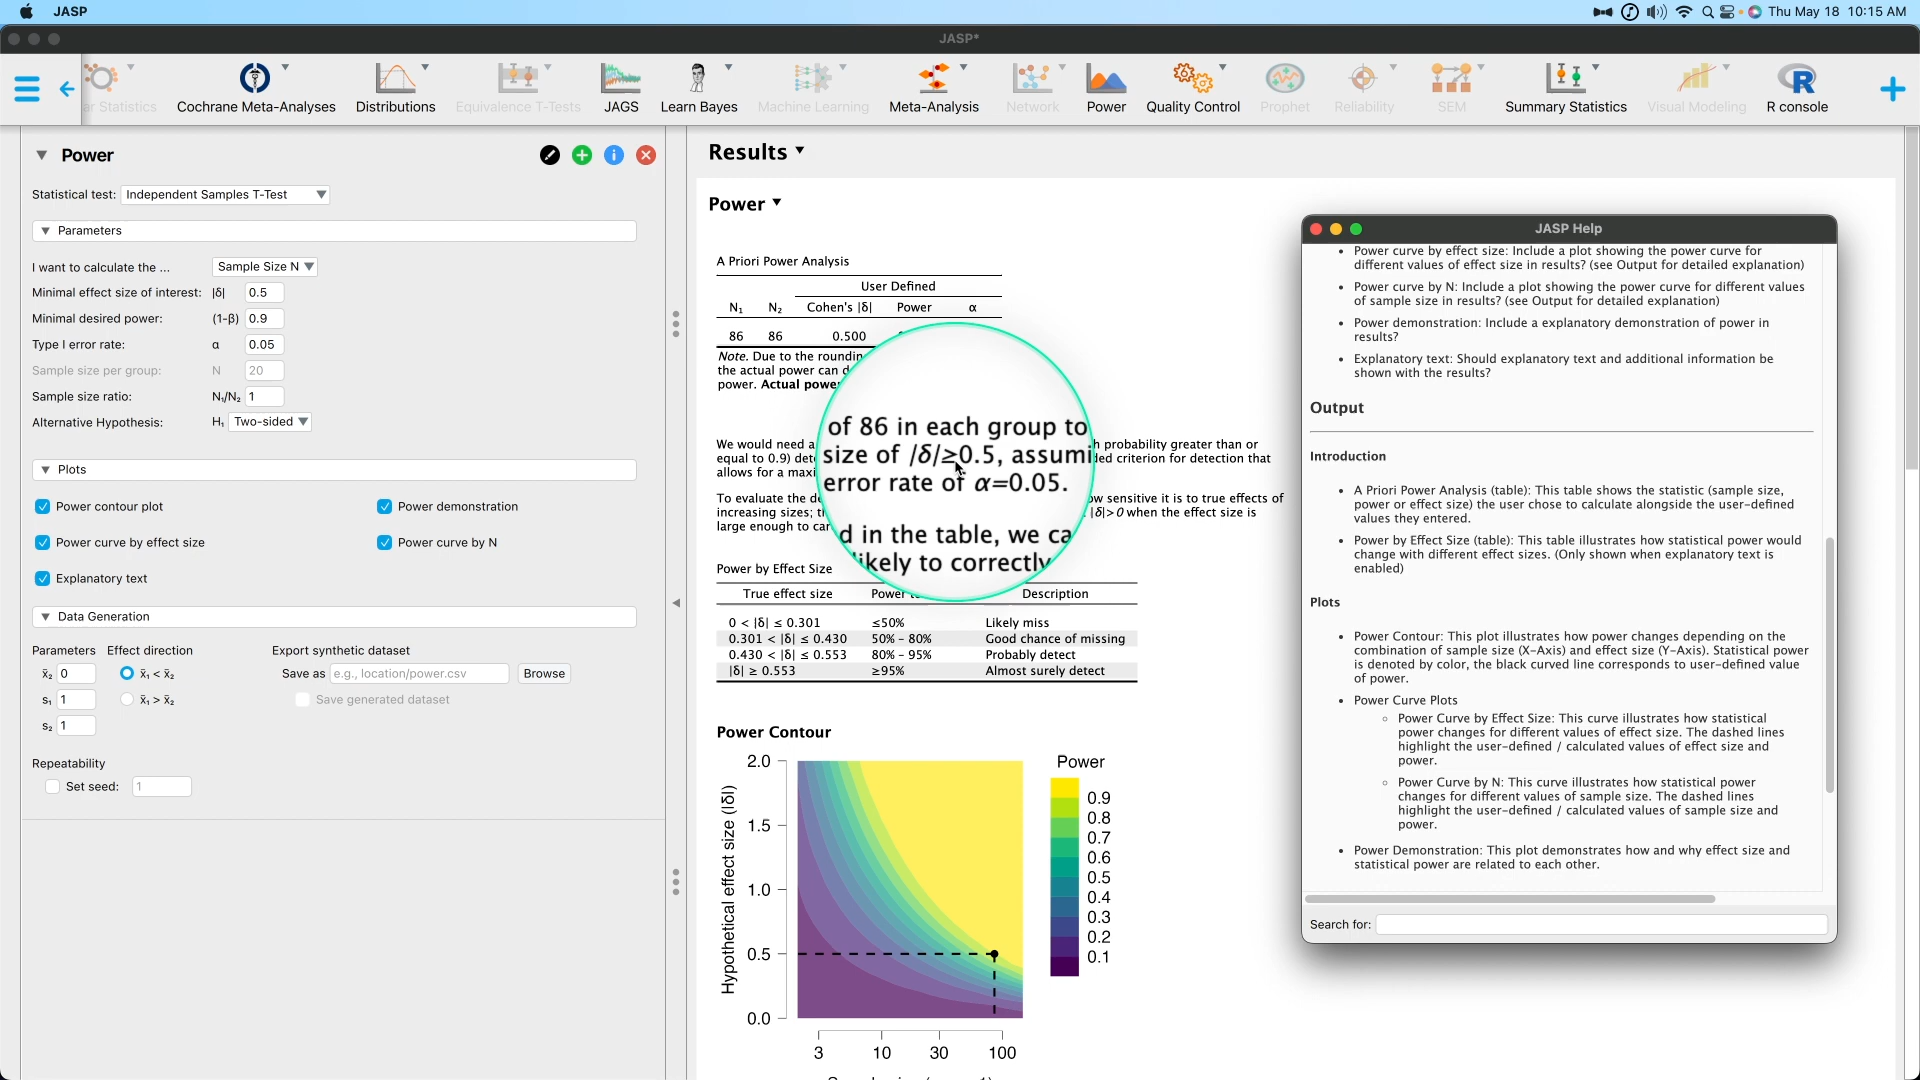 JASP
Thu May 18 10:15 AM
JASP*
ar Statistics
Cochrane Meta-Analyses
Distributions
Equivalence T-Tests
JAGS
Learn Bayes
Machine Learning
Meta-Analysis
Network
Power
Quality Control
Prophet
Reliability
SEM
Summary Statistics
Visual Modeling
R console
Power
Statistical test: Independent Samples T-Test
Parameters
I want to calculate the ... Sample Size N
Minimal effect size of interest: |δ| 0.5
Minimal desired power: (1-β) 0.9
Type I error rate: α 0.05
Sample size per group: N 20
Sample size ratio: N₁/N₂ 1
Alternative Hypothesis: H₁ Two-sided
Plots
Power contour plot
Power demonstration
Power curve by effect size
Power curve by N
Explanatory text
Data Generation
Parameters Effect direction Export synthetic dataset
x̄₂ 0 x̄₁ < x̄₂ Save as e.g., location/power.csv Browse
s₁ 1 x̄₁ > x̄₂ Save generated dataset
s₂ 1
Repeatability
Set seed: 1
Results
Power
A Priori Power Analysis
User Defined
N₁ N₂ Cohen's |δ| Power α
86 86 0.500
Note. Due to the roundin
the actual power can d
power. Actual power
We would need a
equal to 0.9) det
allows for a maxi
h probability greater than or
ded criterion for detection that
To evaluate the de
increasing sizes; t
large enough to car
ow sensitive it is to true effects of
|δ|>0 when the effect size is
of 86 in each group to
size of |δ|≥0.5, assumi
error rate of α=0.05.
d in the table, we ca
likely to correctly
Power by Effect Size
True effect size Power Description
0 < |δ| ≤ 0.301 ≤50% Likely miss
0.301 < |δ| ≤ 0.430 50% – 80% Good chance of missing
0.430 < |δ| ≤ 0.553 80% – 95% Probably detect
|δ| ≥ 0.553 ≥95% Almost surely detect
Power Contour
Hypothetical effect size (|δ|)
2.0
1.5
1.0
0.5
0.0
3 10 30 100
Power
0.9
0.8
0.7
0.6
0.5
0.4
0.3
0.2
0.1
JASP Help
• Power curve by effect size: Include a plot showing the power curve for
different values of effect size in results? (see Output for detailed explanation)
• Power curve by N: Include a plot showing the power curve for different values
of sample size in results? (see Output for detailed explanation)
• Power demonstration: Include a explanatory demonstration of power in
results?
• Explanatory text: Should explanatory text and additional information be
shown with the results?
Output
Introduction
• A Priori Power Analysis (table): This table shows the statistic (sample size,
power or effect size) the user chose to calculate alongside the user-defined
values they entered.
• Power by Effect Size (table): This table illustrates how statistical power would
change with different effect sizes. (Only shown when explanatory text is
enabled)
Plots
• Power Contour: This plot illustrates how power changes depending on the
combination of sample size (X-Axis) and effect size (Y-Axis). Statistical power
is denoted by color, the black curved line corresponds to user-defined value
of power.
• Power Curve Plots
◦ Power Curve by Effect Size: This curve illustrates how statistical
power changes for different values of effect size. The dashed lines
highlight the user-defined / calculated values of effect size and
power.
◦ Power Curve by N: This curve illustrates how statistical power
changes for different values of sample size. The dashed lines
highlight the user-defined / calculated values of sample size and
power.
• Power Demonstration: This plot demonstrates how and why effect size and
statistical power are related to each other.
Search for: